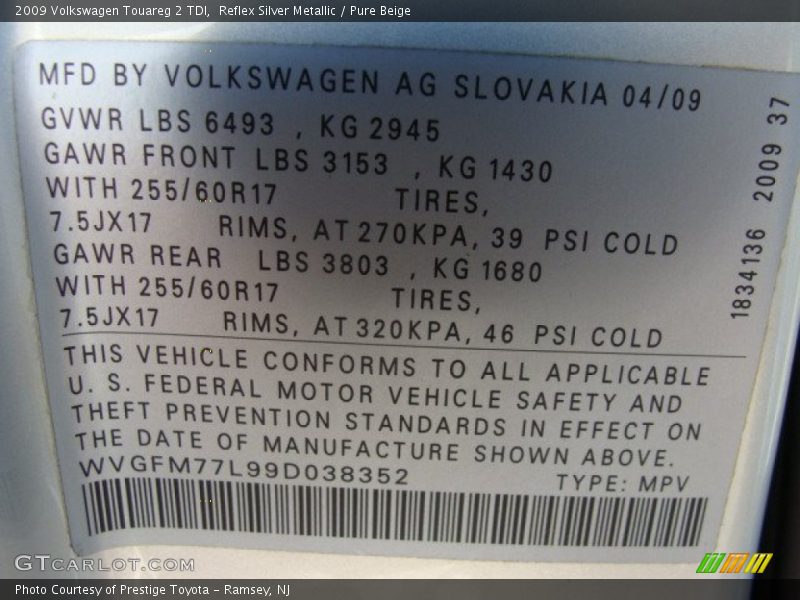 2009 Volkswagen Touareg 2 TDI, Reflex Silver Metallic / Pure Beige
MFD BY VOLKSWAGEN AG SLOVAKIA 04/09
GVWR LBS 6493 , KG 2945
GAWR FRONT LBS 3153 , KG 1430
WITH 255/60R17 TIRES,
7.5JX17 RIMS, AT 270KPA, 39 PSI COLD
GAWR REAR LBS 3803 , KG 1680
WITH 255/60R17 TIRES,
7.5JX17 RIMS, AT 320KPA, 46 PSI COLD
THIS VEHICLE CONFORMS TO ALL APPLICABLE
U. S. FEDERAL MOTOR VEHICLE SAFETY AND
THEFT PREVENTION STANDARDS IN EFFECT ON
THE DATE OF MANUFACTURE SHOWN ABOVE.
WVGFM77L99D038352 TYPE: MPV
1834136 2009 37
GTCarLot.com
Photo Courtesy of Prestige Toyota - Ramsey, NJ